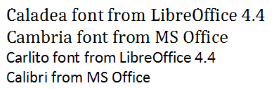 Caladea font from LibreOffice 4.4
Cambria from MS Office
Carlito font from LibreOffice 4.4
Calibri from MS Office